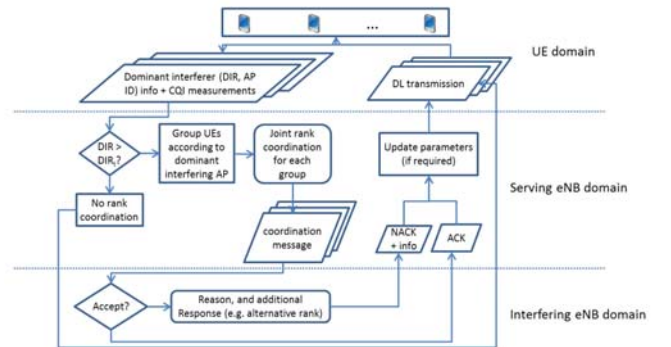 ...
UE domain
Dominant interferer (DIR, AP
ID) info + CQI measurements
DL transmission
DIR >
DIRt?
Group UEs
according to
dominant
interfering AP
Joint rank
coordination
for each
group
Update parameters
(if required)
No rank
coordination
Serving eNB domain
coordination
message
NACK
+ info
ACK
Accept?
Reason, and additional
Response (e.g. alternative rank)
Interfering eNB domain